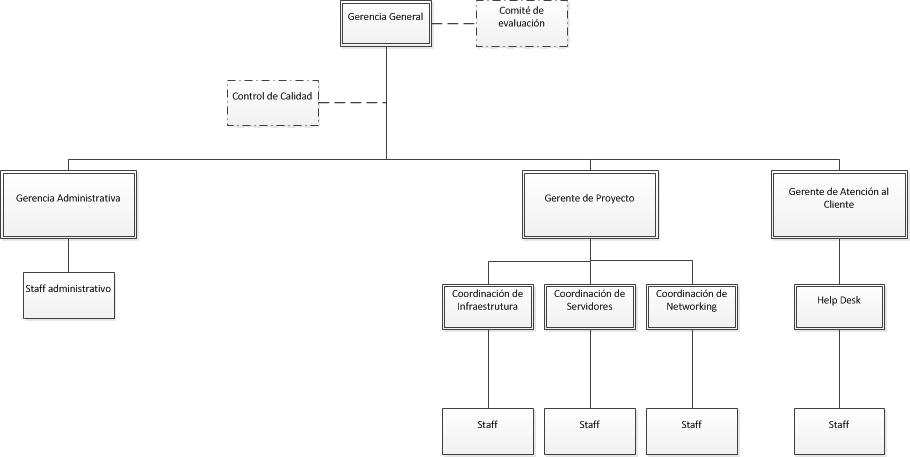 Gerencia General
Comité de
evaluación
Control de Calidad
Gerencia Administrativa
Gerente de Proyecto
Gerente de Atención al
Cliente
Staff administrativo
Coordinación de
Infraestrutura
Coordinación de
Servidores
Coordinación de
Networking
Help Desk
Staff
Staff
Staff
Staff